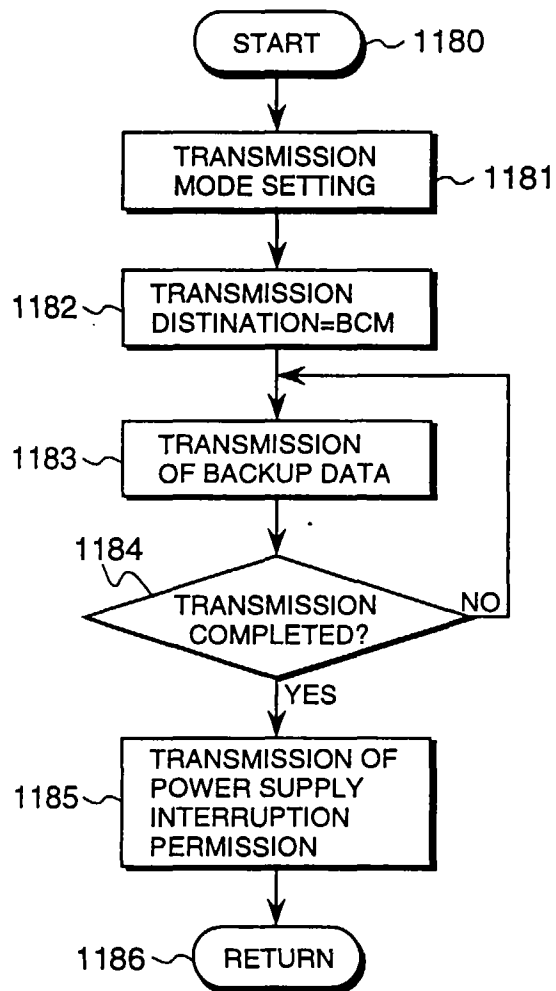 START
1180
TRANSMISSION
MODE SETTING
1181
1182
TRANSMISSION
DISTINATION=BCM
1183
TRANSMISSION
OF BACKUP DATA
1184
TRANSMISSION
COMPLETED?
NO
YES
1185
TRANSMISSION OF
POWER SUPPLY
INTERRUPTION
PERMISSION
1186
RETURN